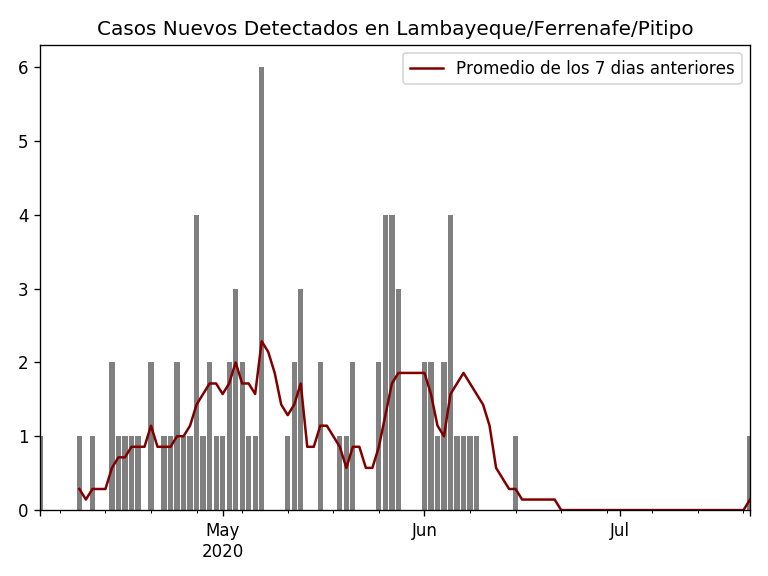 Casos Nuevos Detectados en Lambayeque/Ferrenafe/Pitipo
Promedio de los 7 dias anteriores
6
5
4
3
2
1
0
May
2020
Jun
Jul